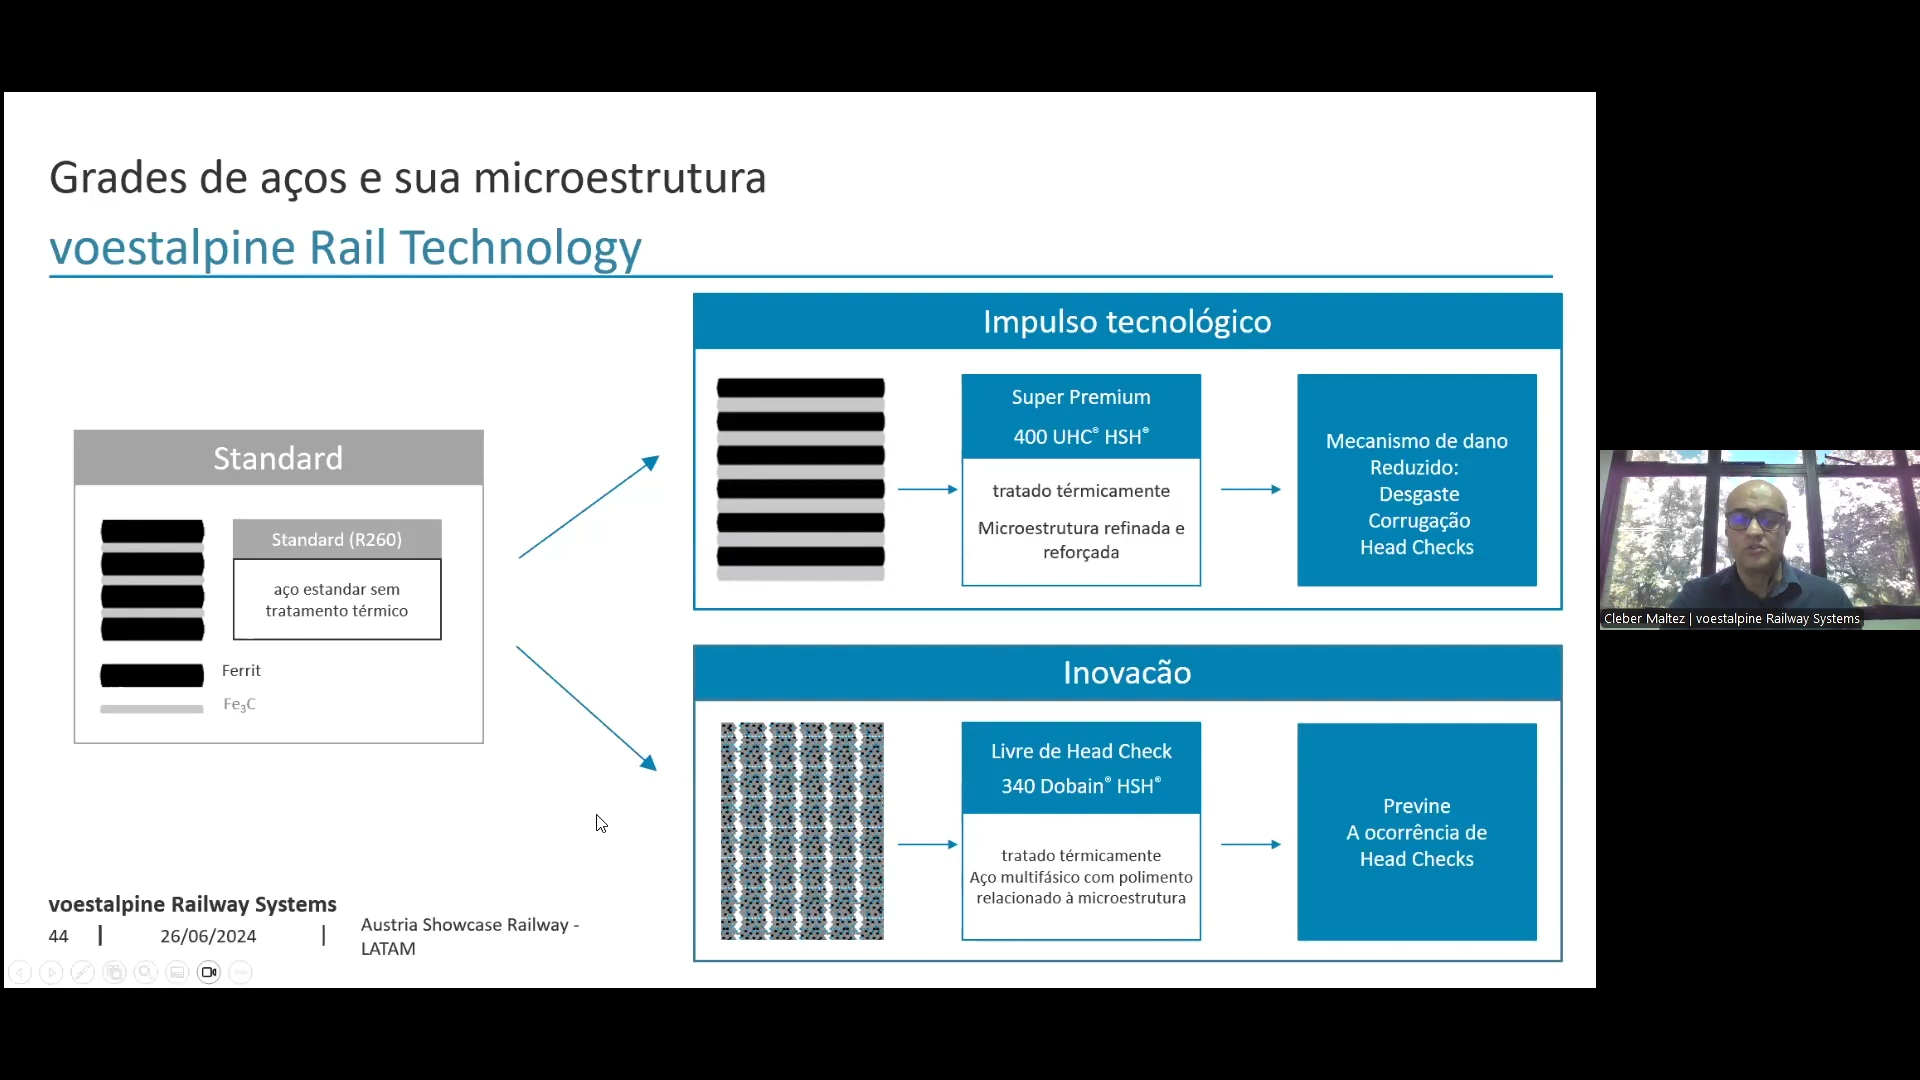 Grades de aços e sua microestrutura
voestalpine Rail Technology
Standard
Standard (R260)
aço estandar sem
tratamento térmico
Ferrit
Fe₃C
Impulso tecnológico
Super Premium
400 UHC® HSH®
tratado térmicamente
Microestrutura refinada e
reforçada
Mecanismo de dano
Reduzido:
Desgaste
Corrugação
Head Checks
Inovacão
Livre de Head Check
340 Dobain® HSH®
tratado térmicamente
Aço multifásico com polimento
relacionado à microestrutura
Previne
A ocorrência de
Head Checks
voestalpine Railway Systems
44 | 26/06/2024 | Austria Showcase Railway -
LATAM
Cleber Maltez | voestalpine Railway Systems